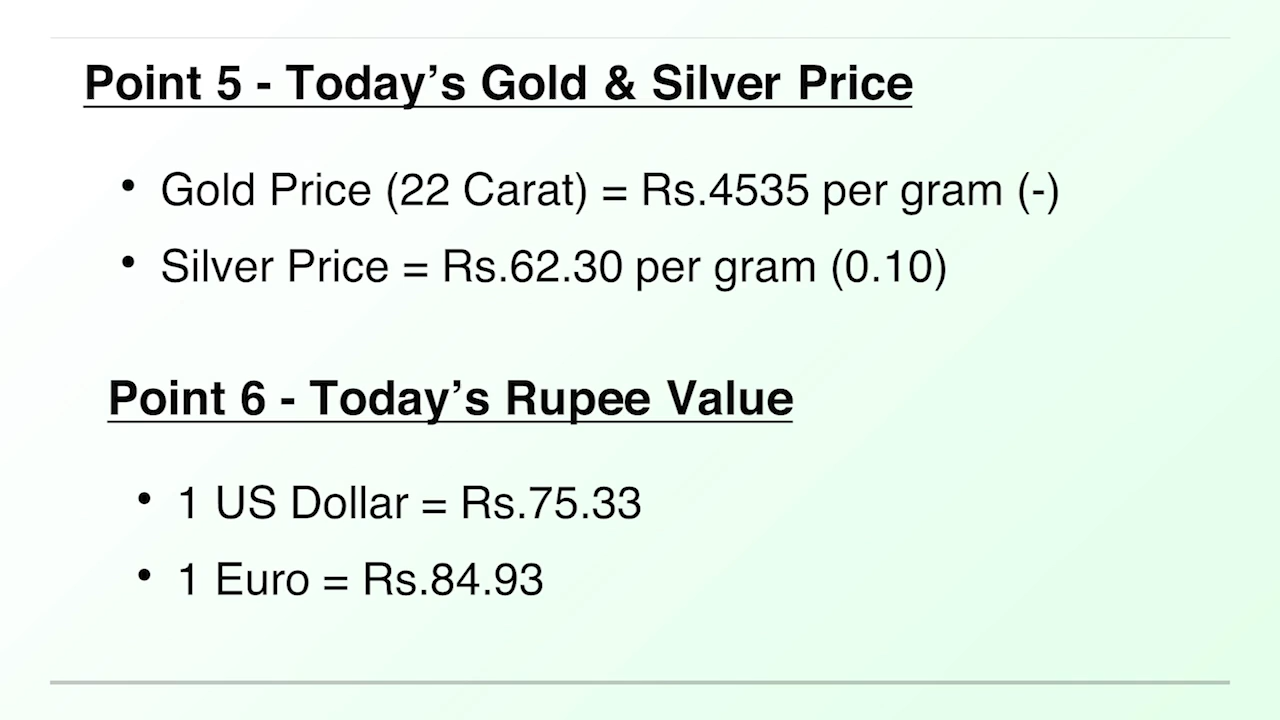 Point 5 - Today’s Gold & Silver Price
• Gold Price (22 Carat) = Rs.4535 per gram (-)
• Silver Price = Rs.62.30 per gram (0.10)
Point 6 - Today’s Rupee Value
• 1 US Dollar = Rs.75.33
• 1 Euro = Rs.84.93